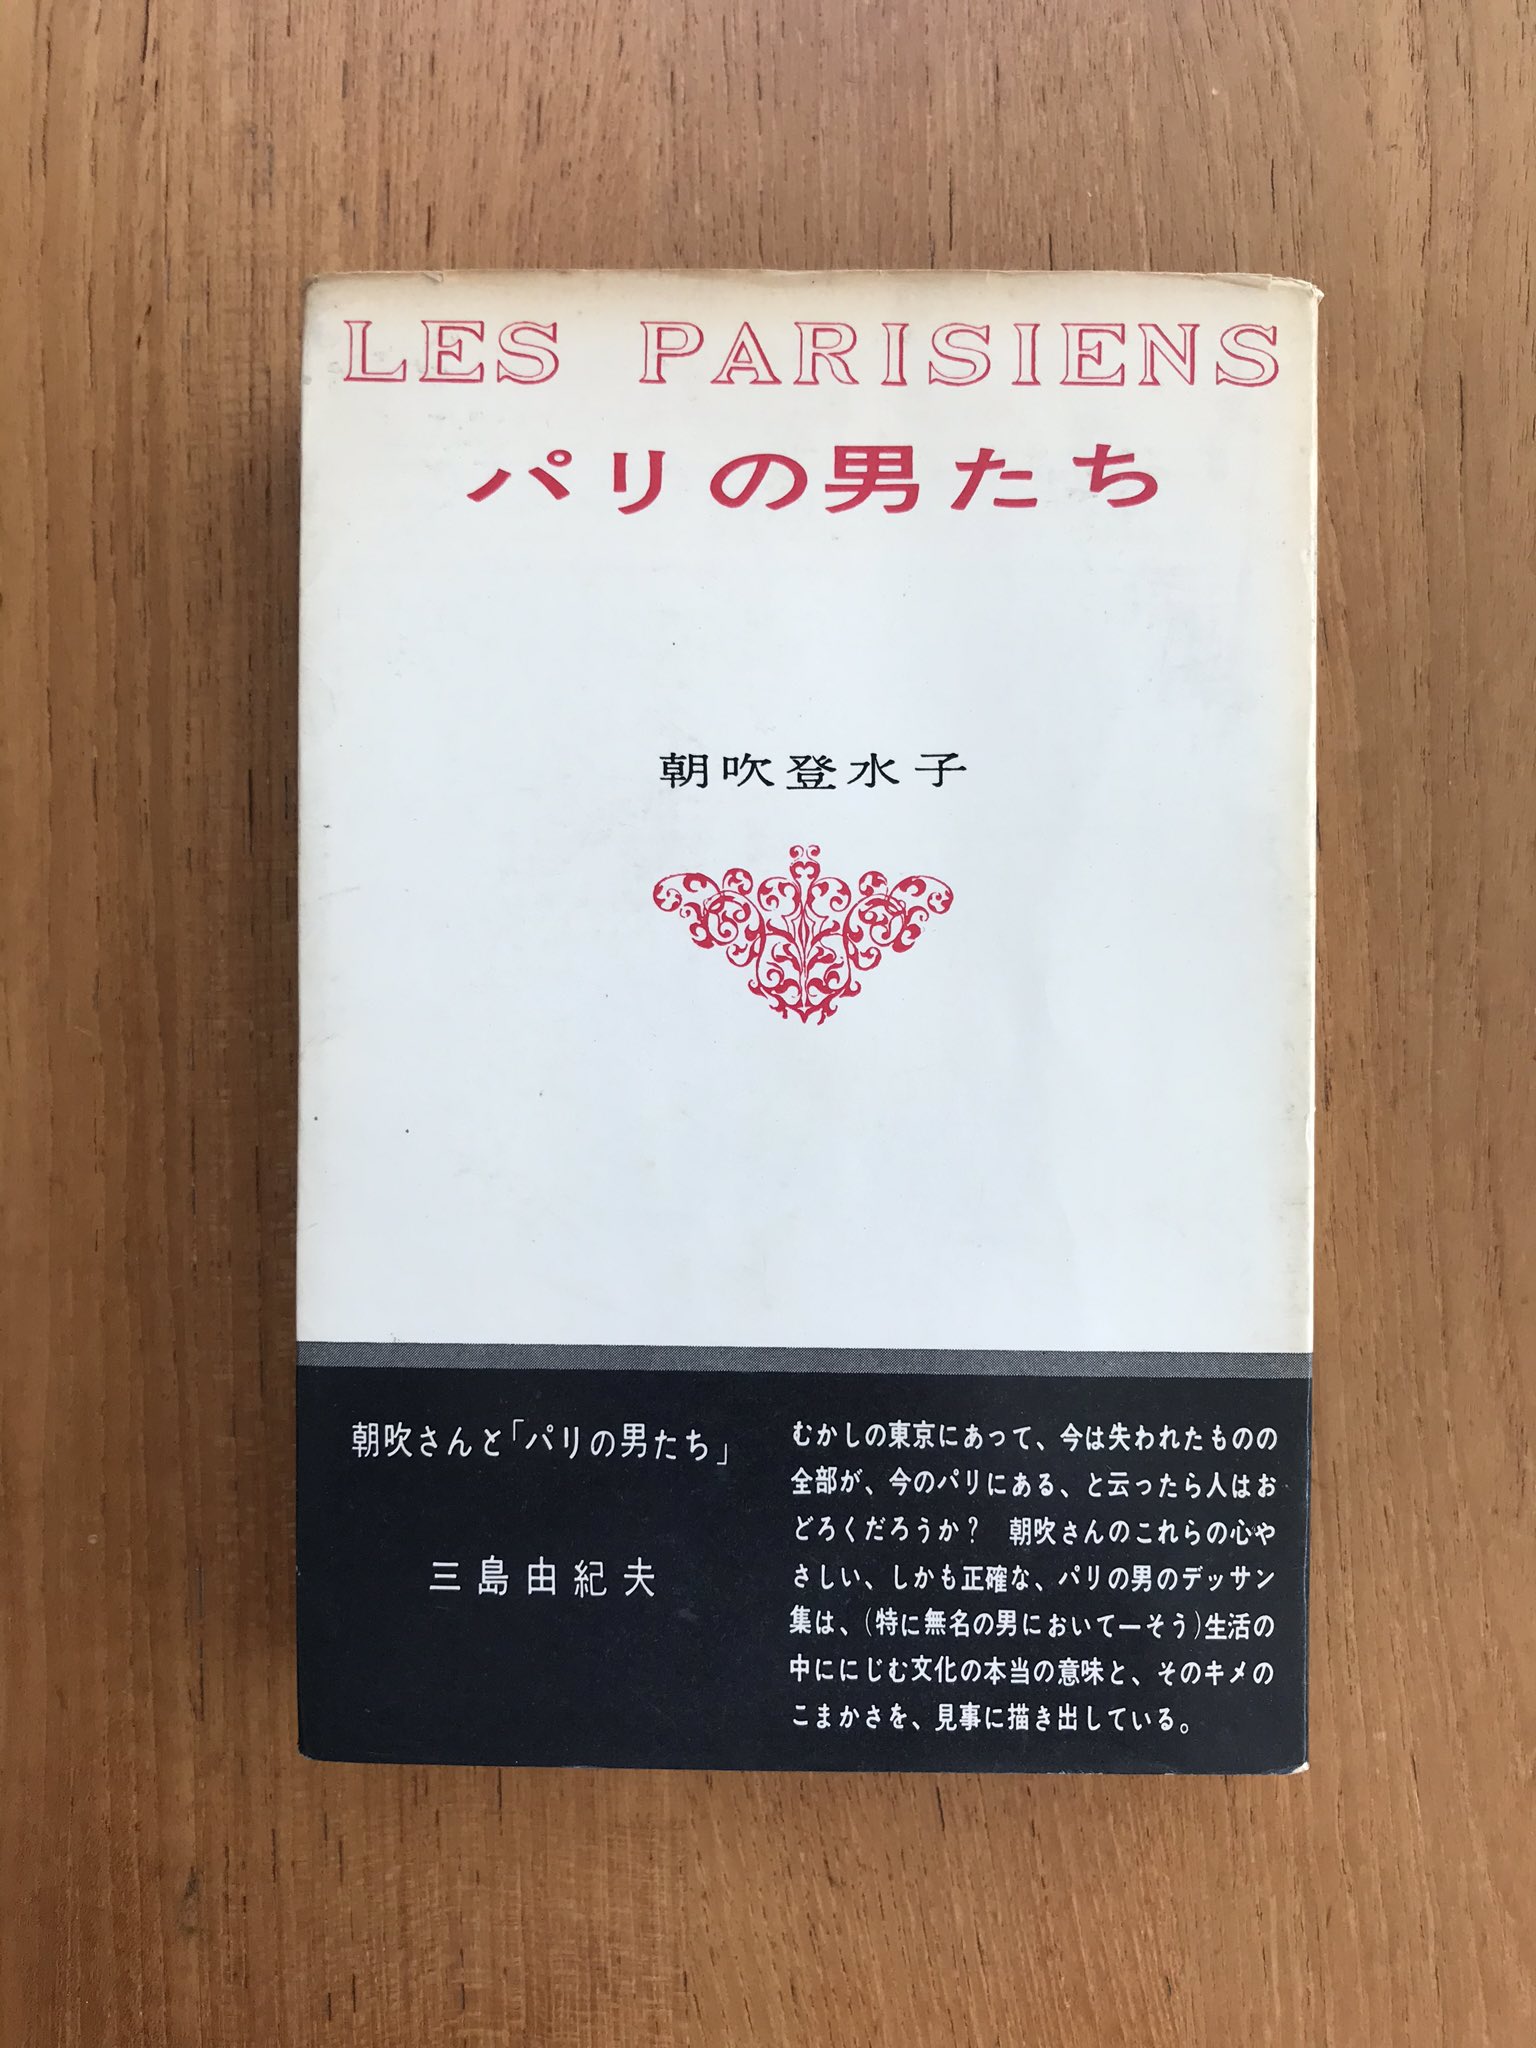 LES PARISIENS
パリの男たち
朝吹登水子
朝吹さんと「パリの男たち」
三島由紀夫
むかしの東京にあって、今は失われたものの
全部が、今のパリにある、と云ったら人はお
どろくだろうか? 朝吹さんのこれらの心や
さしい、しかも正確な、パリの男のデッサン
集は、(特に無名の男において—そう)生活の
中ににじむ文化の本当の意味と、そのキメの
こまかさを、見事に描き出している。